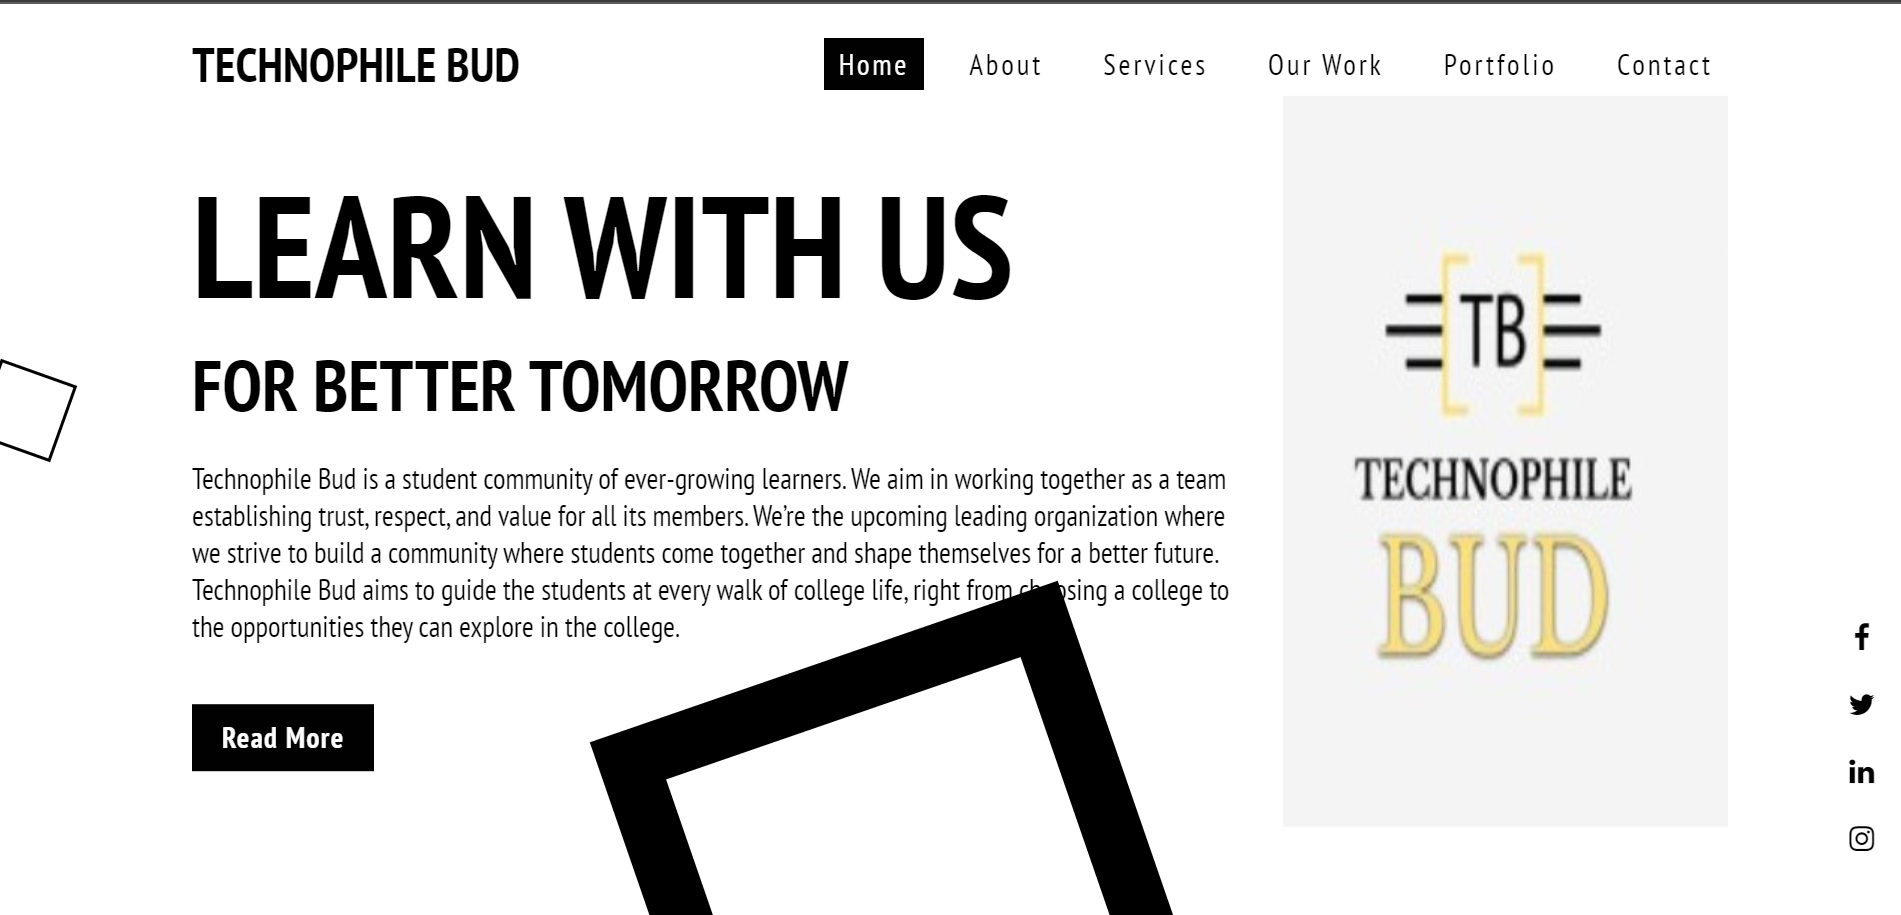 TECHNOPHILE BUD
Home About Services Our Work Portfolio Contact
LEARN WITH US
FOR BETTER TOMORROW
Technophile Bud is a student community of ever-growing learners. We aim in working together as a team
establishing trust, respect, and value for all its members. We’re the upcoming leading organization where
we strive to build a community where students come together and shape themselves for a better future.
Technophile Bud aims to guide the students at every walk of college life, right from choosing a college to
the opportunities they can explore in the college.
Read More
TB
TECHNOPHILE
BUD